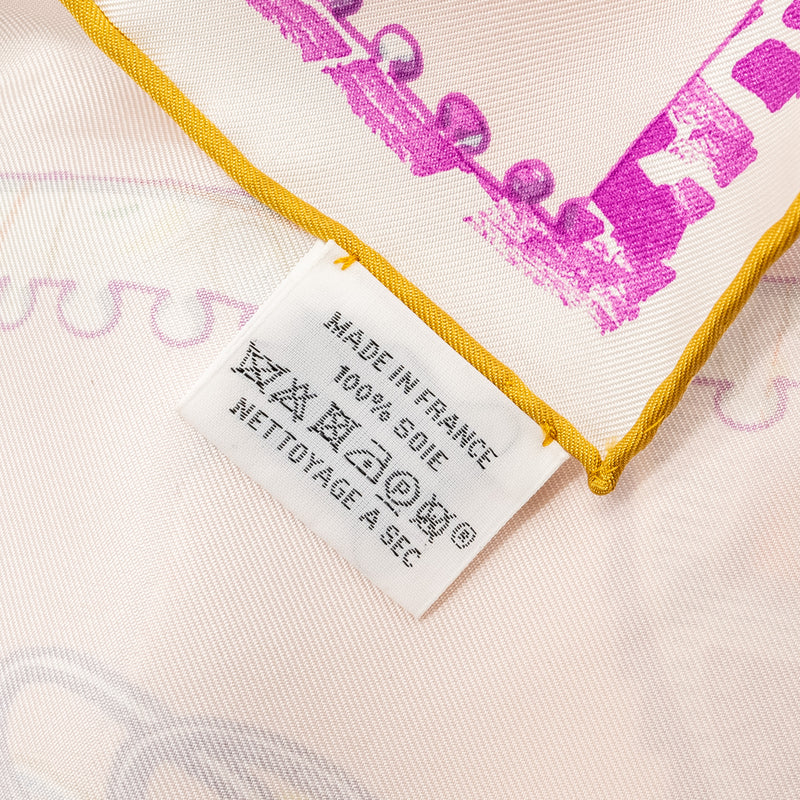 MADE IN FRANCE
100% SOIE
P W ®
NETTOYAGE A SEC